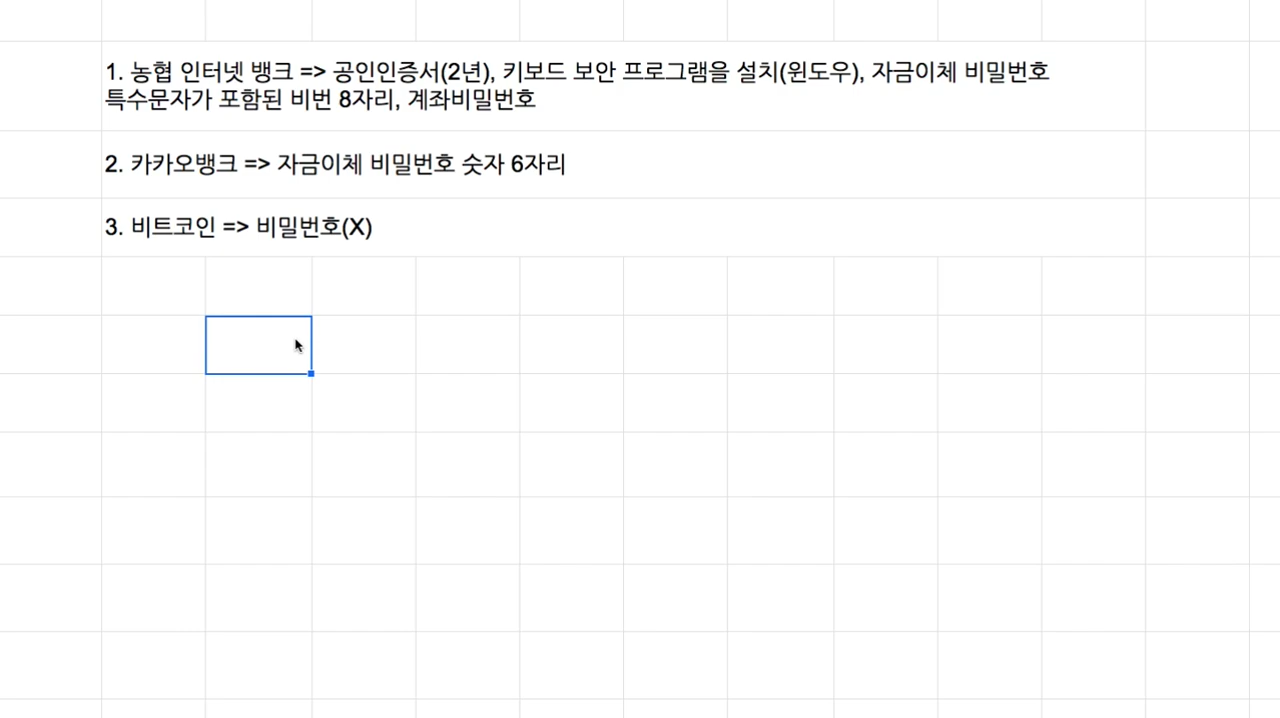 1. 농협 인터넷 뱅크 => 공인인증서(2년), 키보드 보안 프로그램을 설치(윈도우), 자금이체 비밀번호
특수문자가 포함된 비번 8자리, 계좌비밀번호
2. 카카오뱅크 => 자금이체 비밀번호 숫자 6자리
3. 비트코인 => 비밀번호(X)